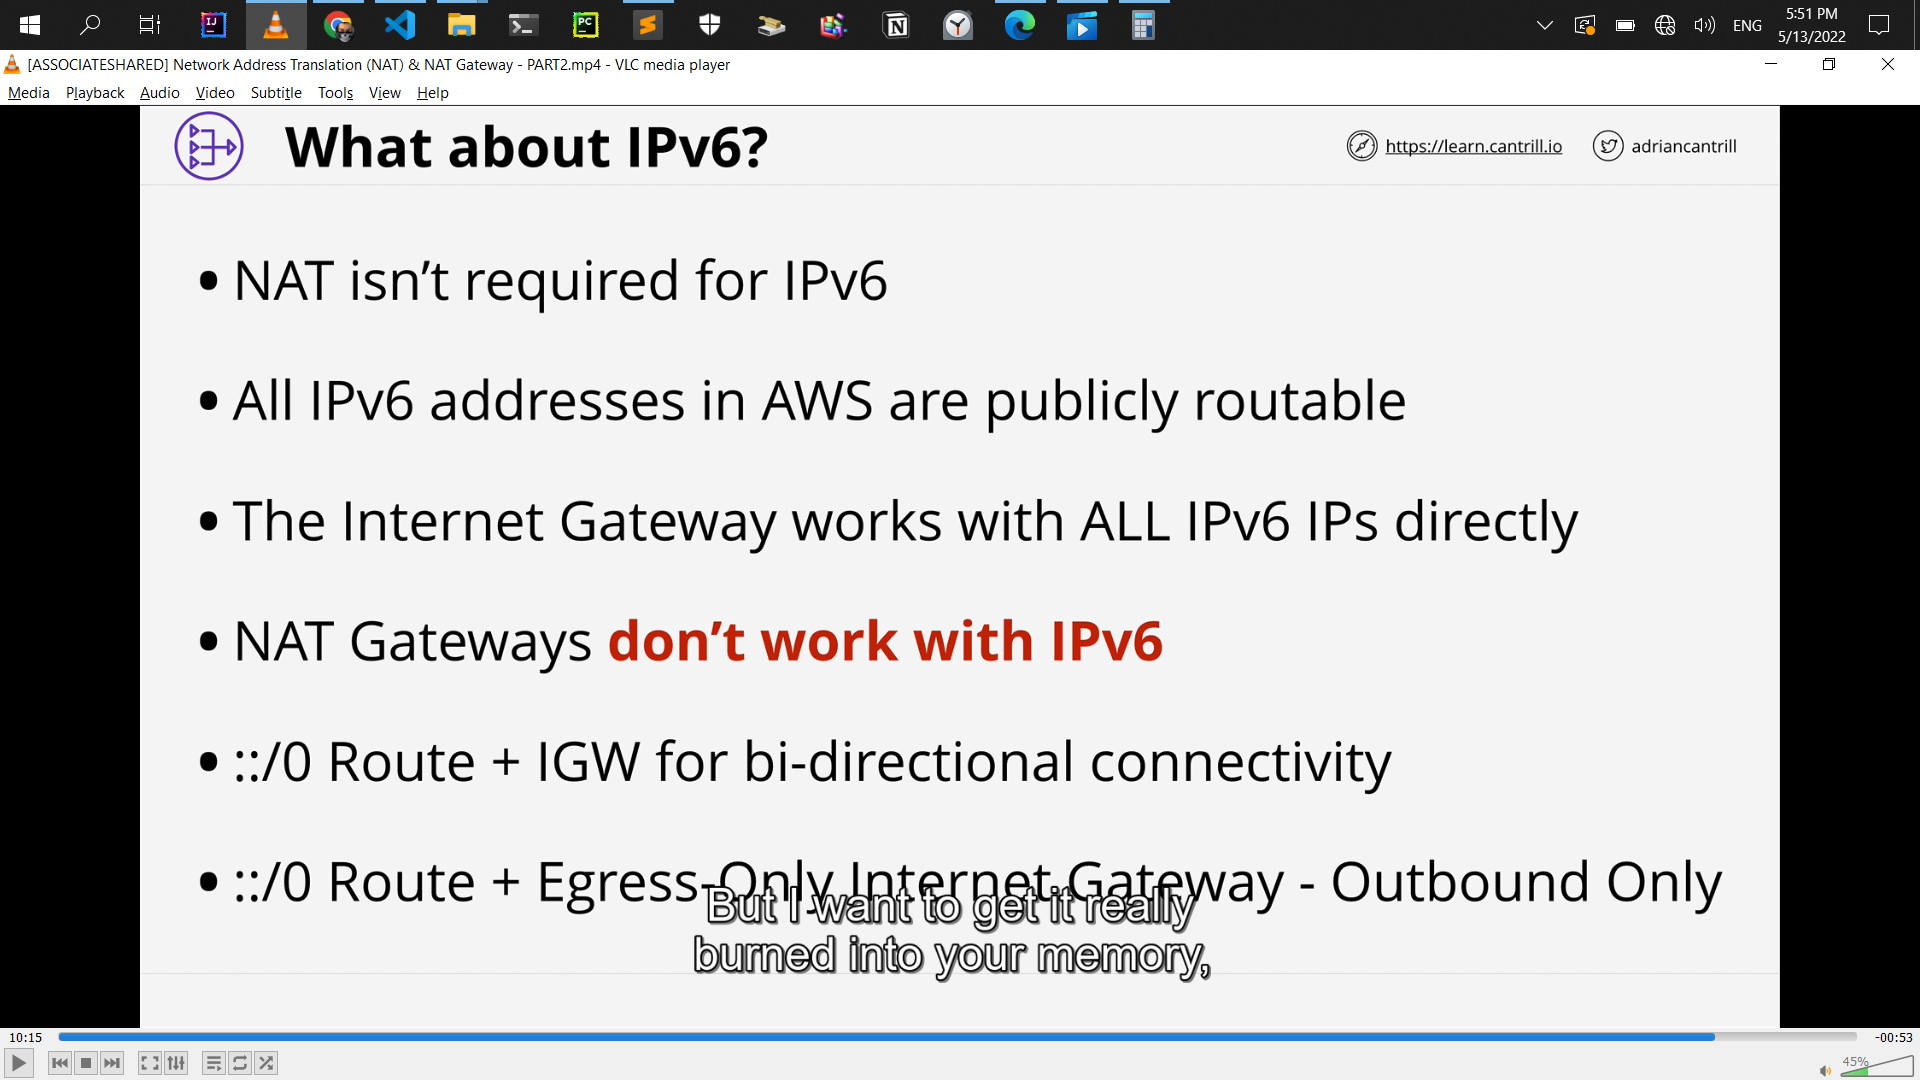 IJ
PC
N
ENG
5:51 PM
5/13/2022
[ASSOCIATESHARED] Network Address Translation (NAT) & NAT Gateway - PART2.mp4 - VLC media player
Media Playback Audio Video Subtitle Tools View Help
What about IPv6?
https://learn.cantrill.io
adriancantrill
• NAT isn’t required for IPv6
• All IPv6 addresses in AWS are publicly routable
• The Internet Gateway works with ALL IPv6 IPs directly
• NAT Gateways don’t work with IPv6
• ::/0 Route + IGW for bi-directional connectivity
• ::/0 Route + Egress-Only Internet Gateway - Outbound Only
But I want to get it really
burned into your memory,
10:15
-00:53
45%